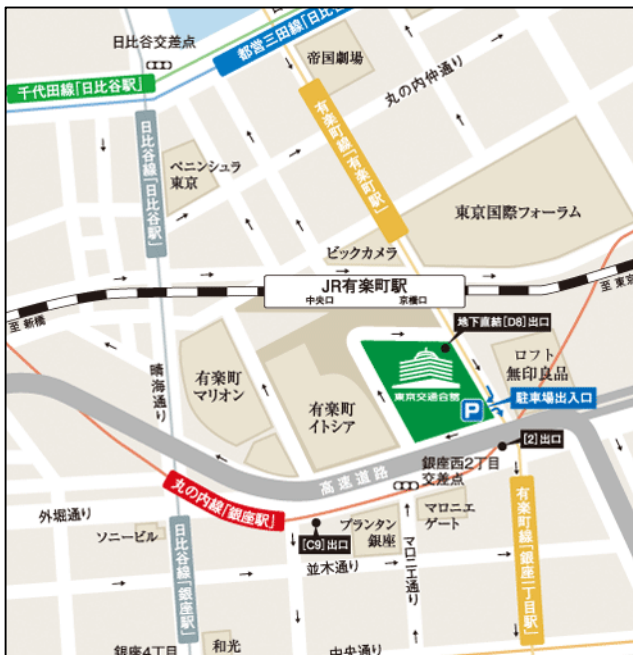 日比谷交差点
都営三田線「日比
帝国劇場
千代田線「日比谷駅」
丸の内仲通り
有楽町線「有楽町駅」
日比谷線「日比谷駅」
ペニンシュラ
東京
東京国際フォーラム
ビックカメラ
JR有楽町駅
中央口
京橋口
至 新橋
至 東京
地下直結[D8]出口
ロフト
無印良品
東京交通会館
P
駐車場出入口
晴海通り
有楽町
マリオン
有楽町
イトシア
[2]出口
高速道路
銀座西2丁目
交差点
丸の内線「銀座駅」
外堀通り
ソニービル
日比谷線「銀座駅」
[C9]出口
プランタン
銀座
マロニエ
ゲート
並木通り
マロニエ通り
有楽町線「銀座一丁目駅」
銀座4丁目
和光
中央通り